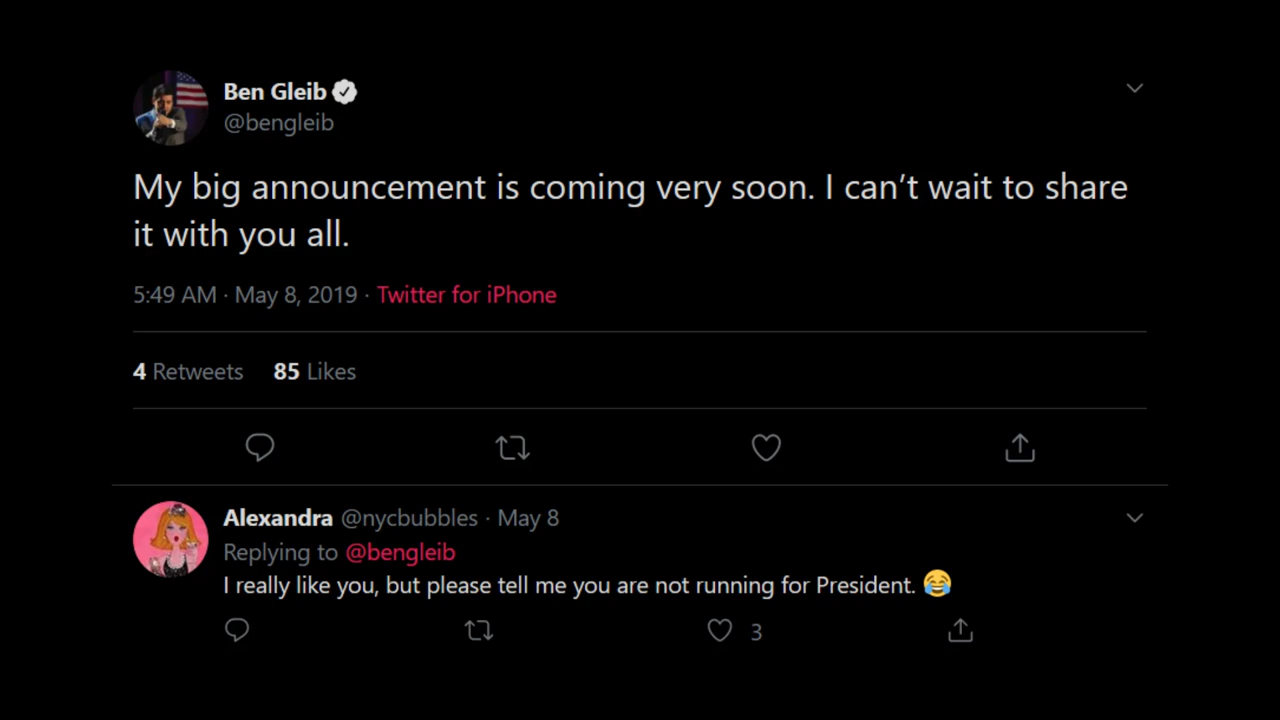 Ben Gleib
@bengleib
My big announcement is coming very soon. I can’t wait to share
it with you all.
5:49 AM · May 8, 2019 · Twitter for iPhone
4 Retweets 85 Likes
Alexandra @nycbubbles · May 8
Replying to @bengleib
I really like you, but please tell me you are not running for President. 😂
3